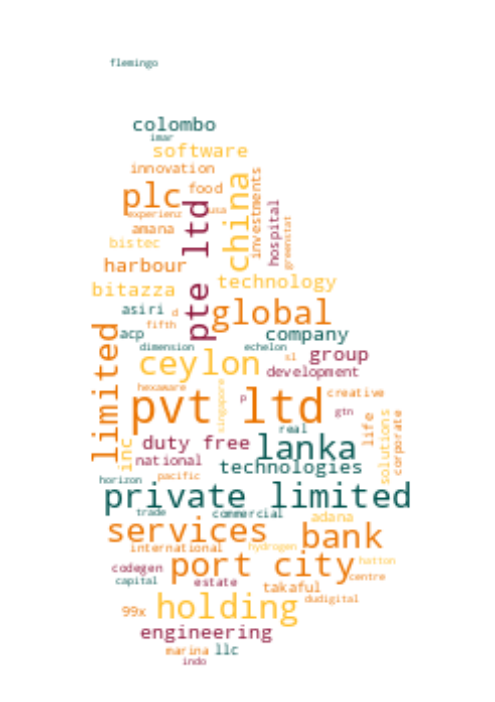 flemingo
colombo
imar
software
innovation
plc food
experienz usa
pte ltd
china
investments
hospital
greenstat
amana
bistec
harbour
technology
bitazza
asiri d
global
fifth
acp
company
dimension echelon
ceylon sl group
development
limited
hexaware
singapore
pvt ltd
p
creative
gtn
real
life
solutions
corporate
inc
duty free lanka
national technologies
horizon pacific
private limited
trade commercial adana
services bank
international hydrogen
codegen port city hatton
capital estate centre
takaful
dudigital
99x holding
engineering
marina llc
indo